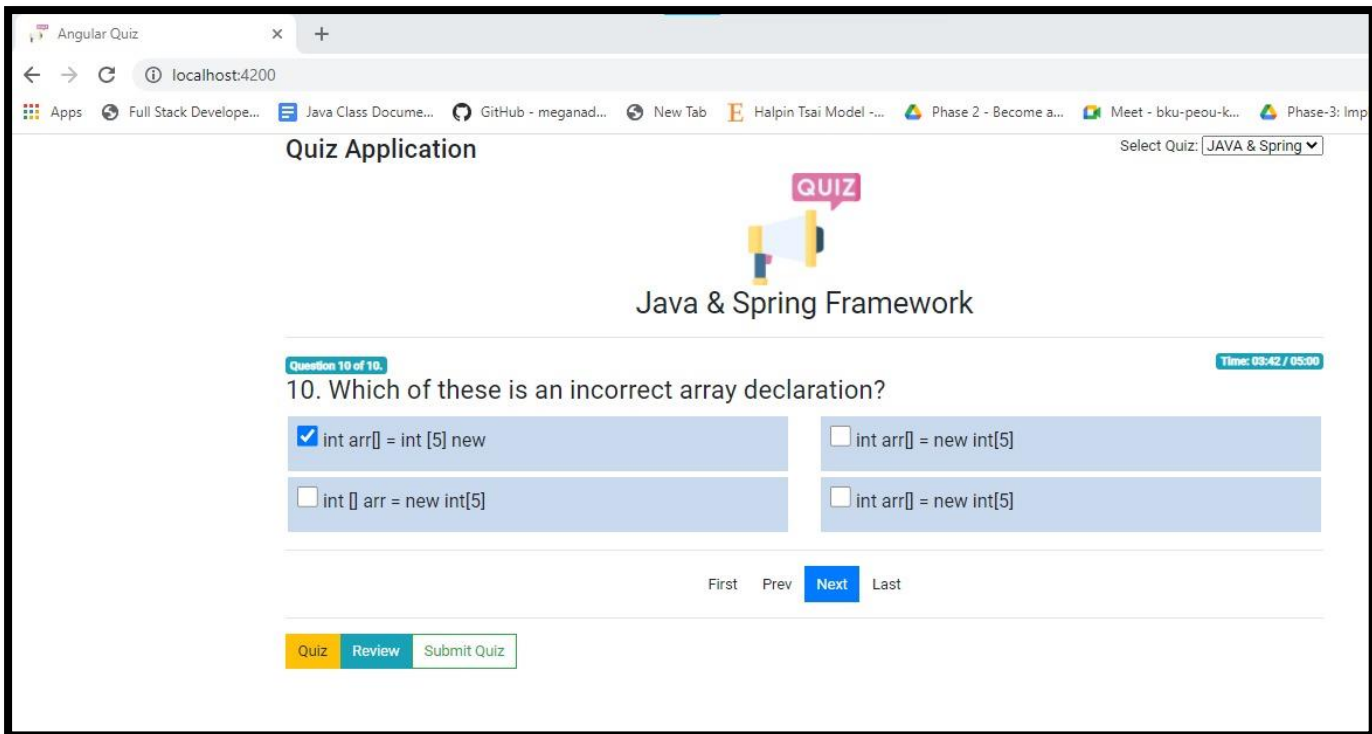 Angular Quiz
localhost:4200
Apps Full Stack Develope... Java Class Docume... GitHub - meganad... New Tab Halpin Tsai Model -... Phase 2 - Become a... Meet - bku-peou-k... Phase-3: Imp
Quiz Application Select Quiz: JAVA & Spring
QUIZ
Java & Spring Framework
Question 10 of 10. Time: 03:42 / 05:00
10. Which of these is an incorrect array declaration?
int arr[] = int [5] new int arr[] = new int[5]
int [] arr = new int[5] int arr[] = new int[5]
First Prev Next Last
Quiz Review Submit Quiz